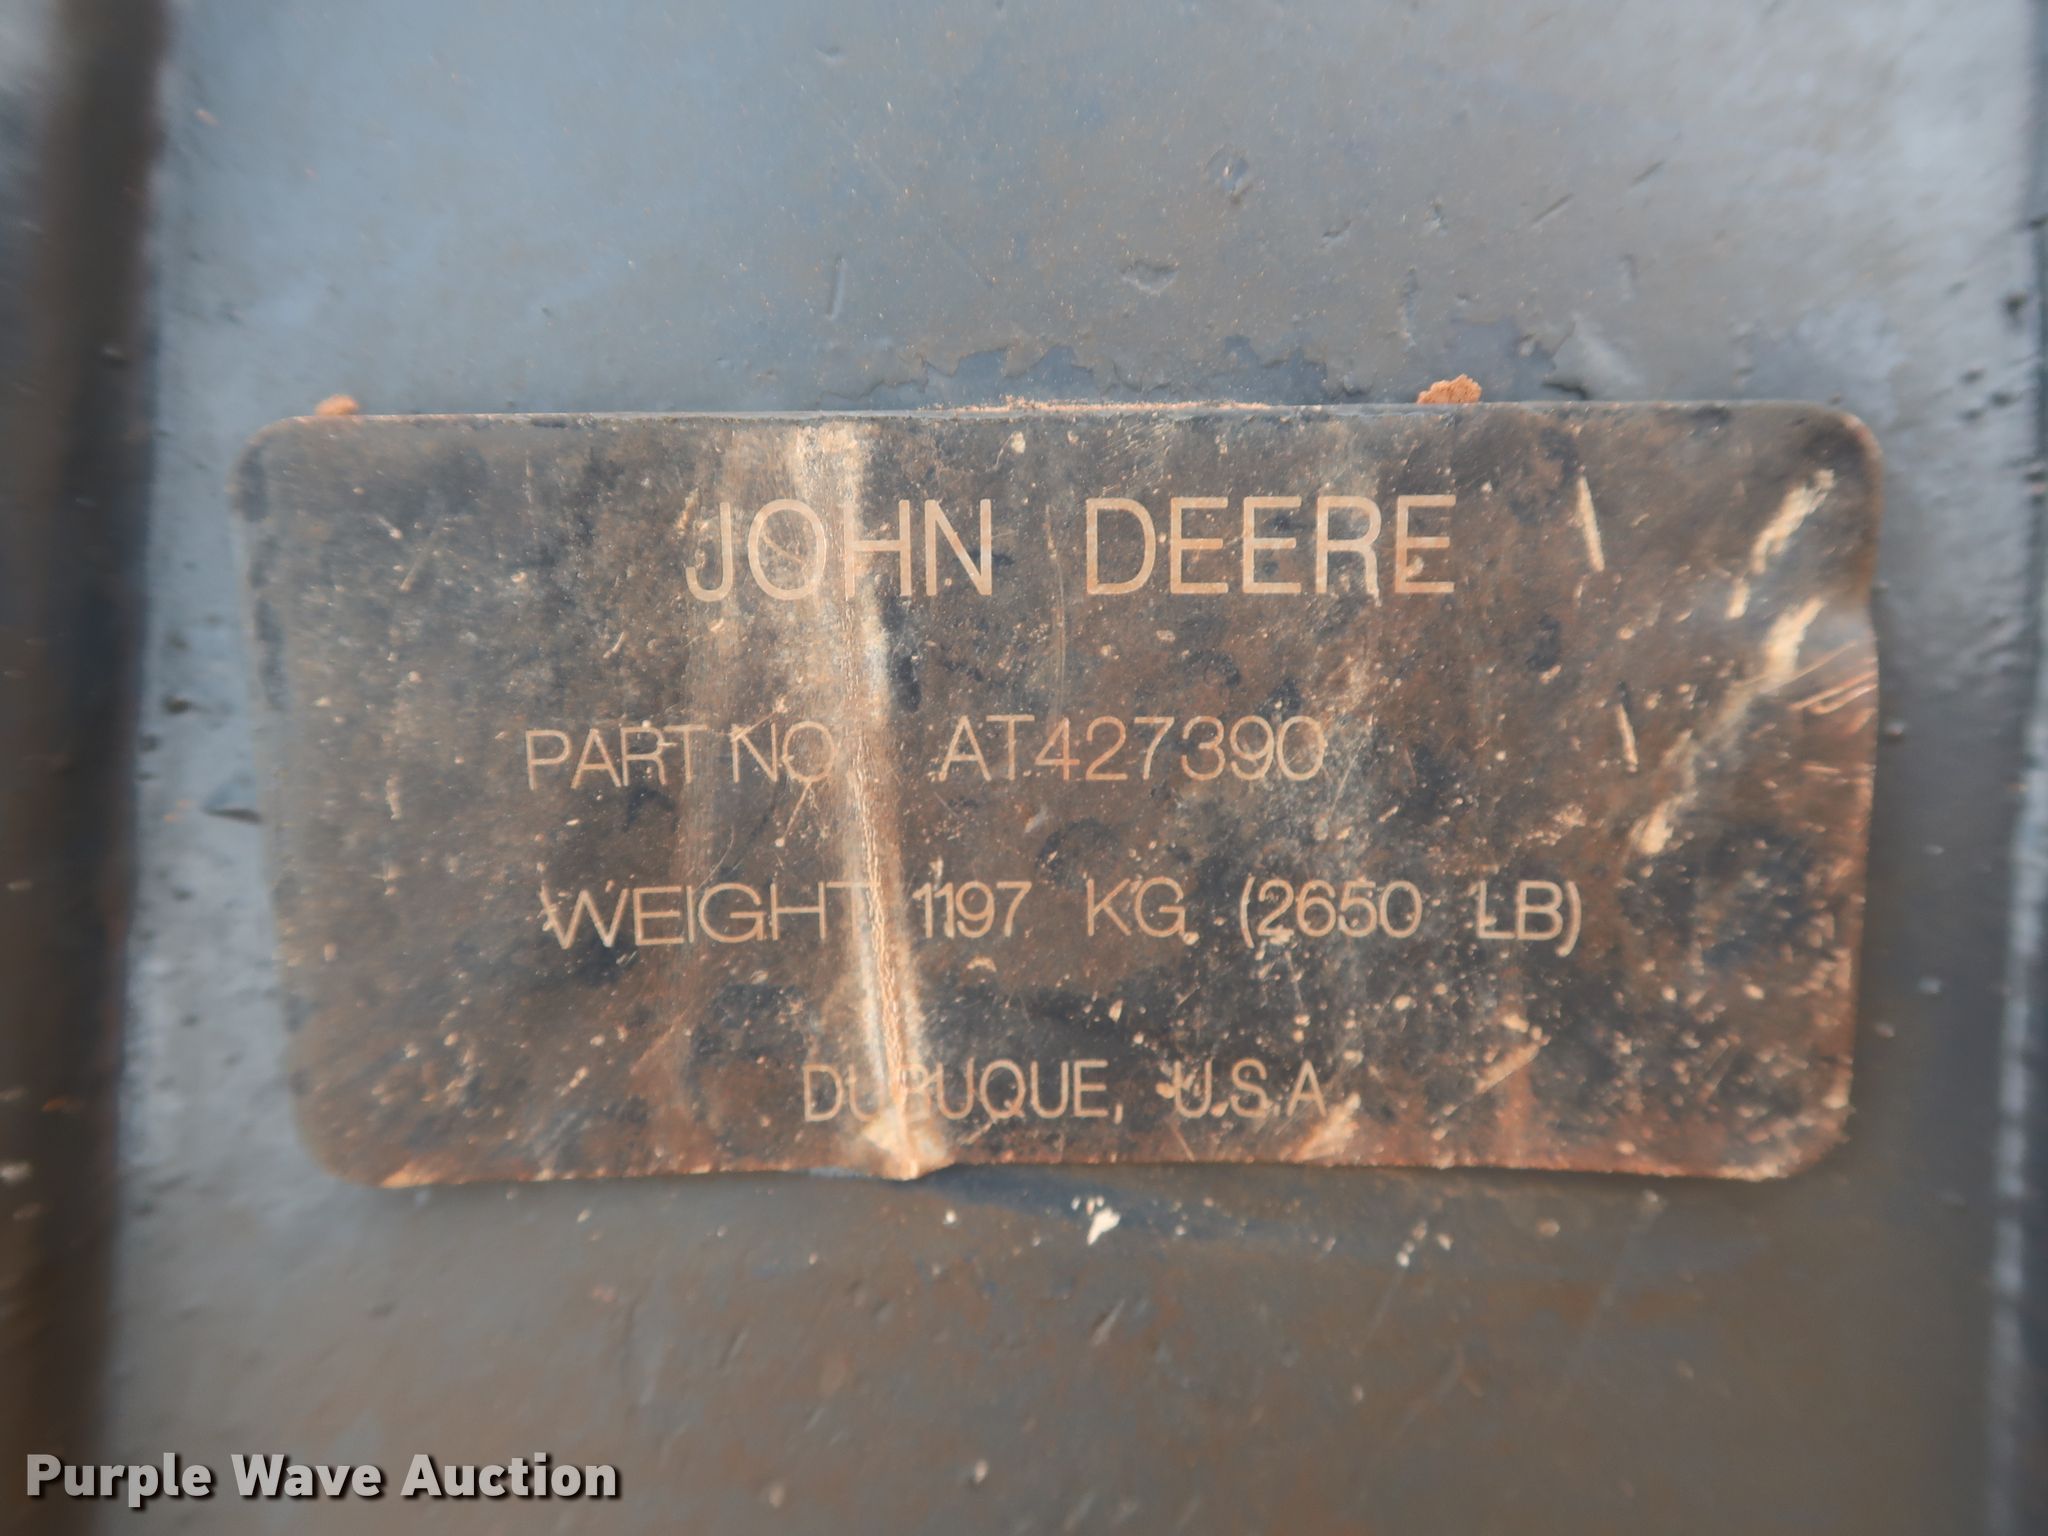 JOHN DEERE
PART NO. AT427390
WEIGHT 1197 KG (2650 LB)
DUBUQUE, U.S.A.
Purple Wave Auction